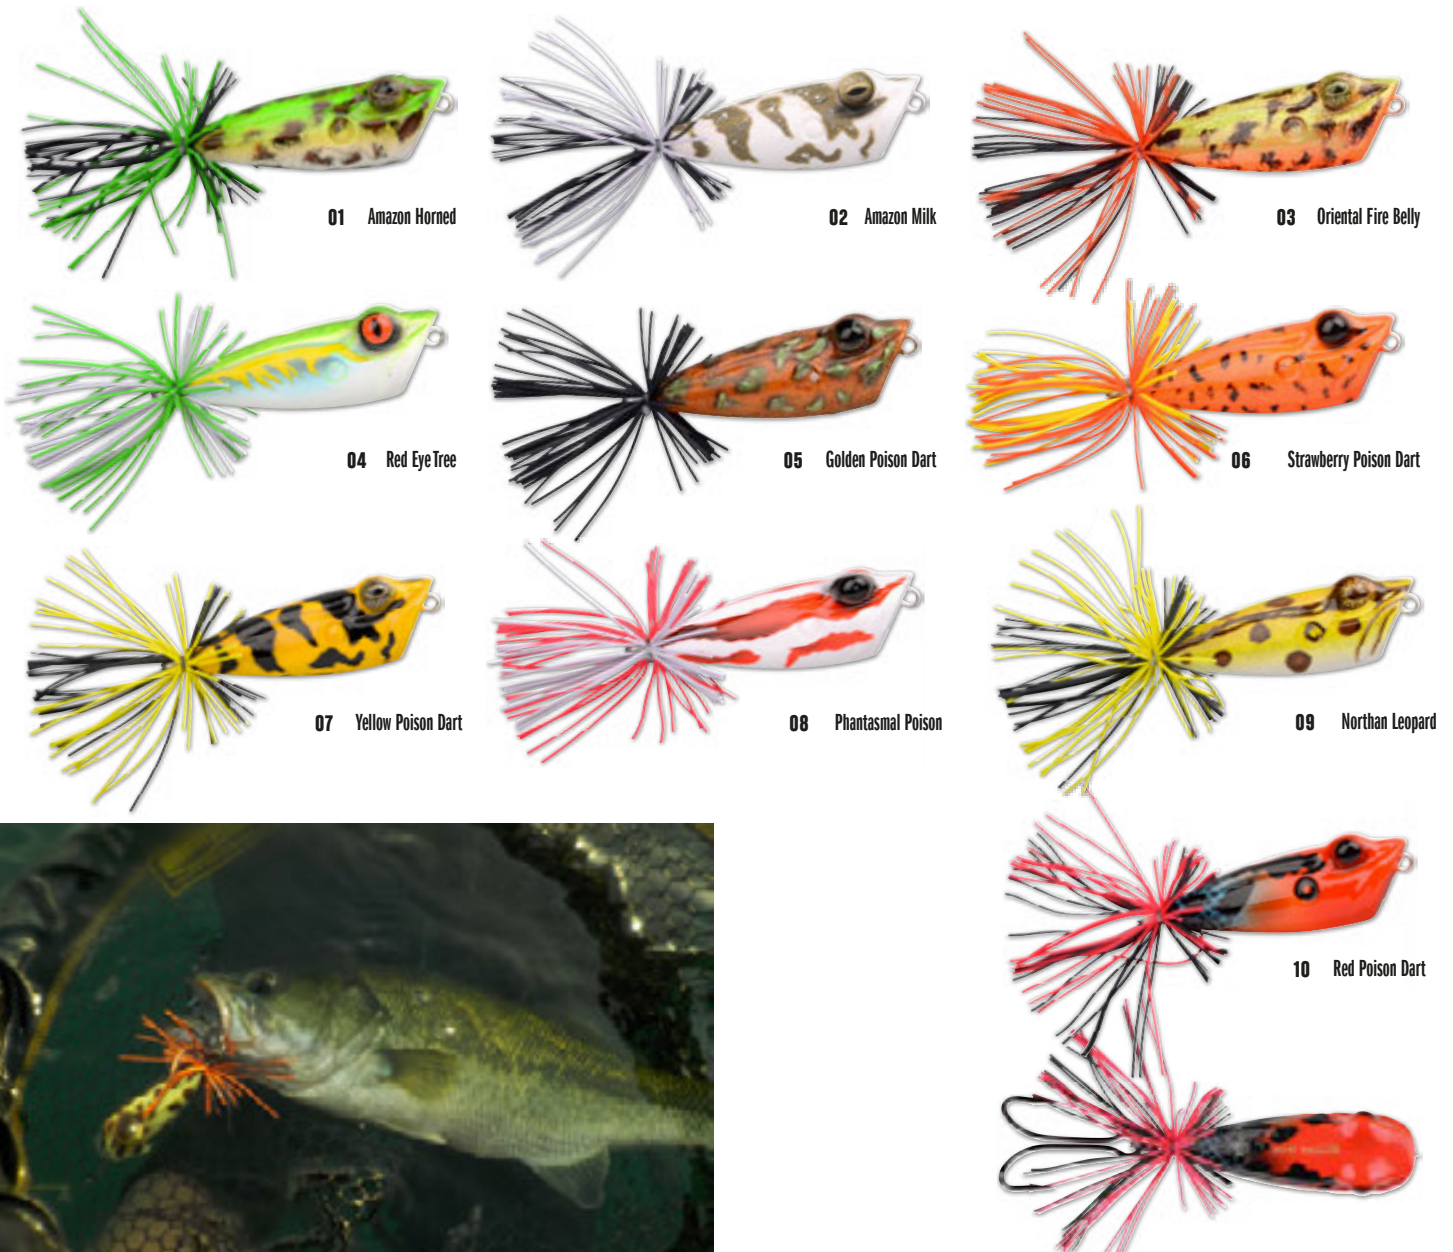 01 Amazon Horned
02 Amazon Milk
03 Oriental Fire Belly
04 Red Eye Tree
05 Golden Poison Dart
06 Strawberry Poison Dart
07 Yellow Poison Dart
08 Phantasmal Poison
09 Northan Leopard
10 Red Poison Dart